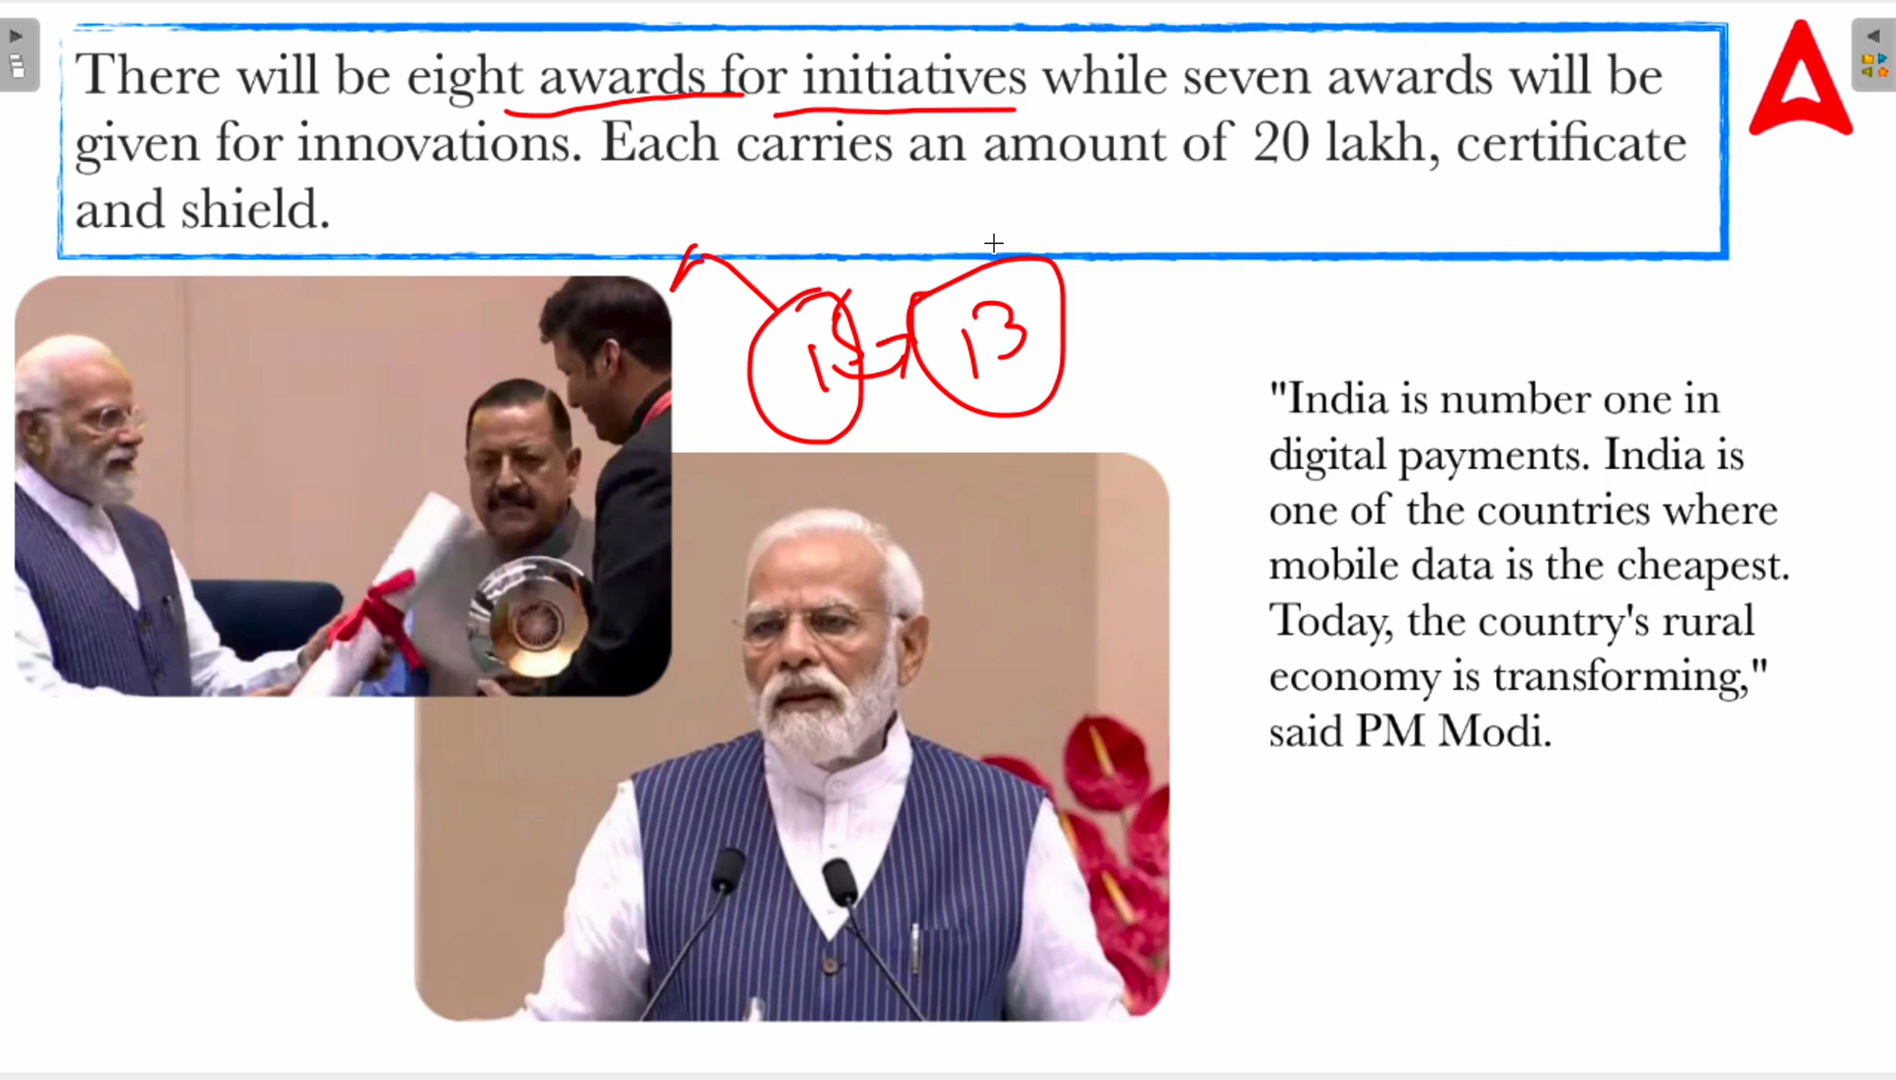 There will be eight awards for initiatives while seven awards will be
given for innovations. Each carries an amount of 20 lakh, certificate
and shield.
13
"India is number one in
digital payments. India is
one of the countries where
mobile data is the cheapest.
Today, the country's rural
economy is transforming,"
said PM Modi.